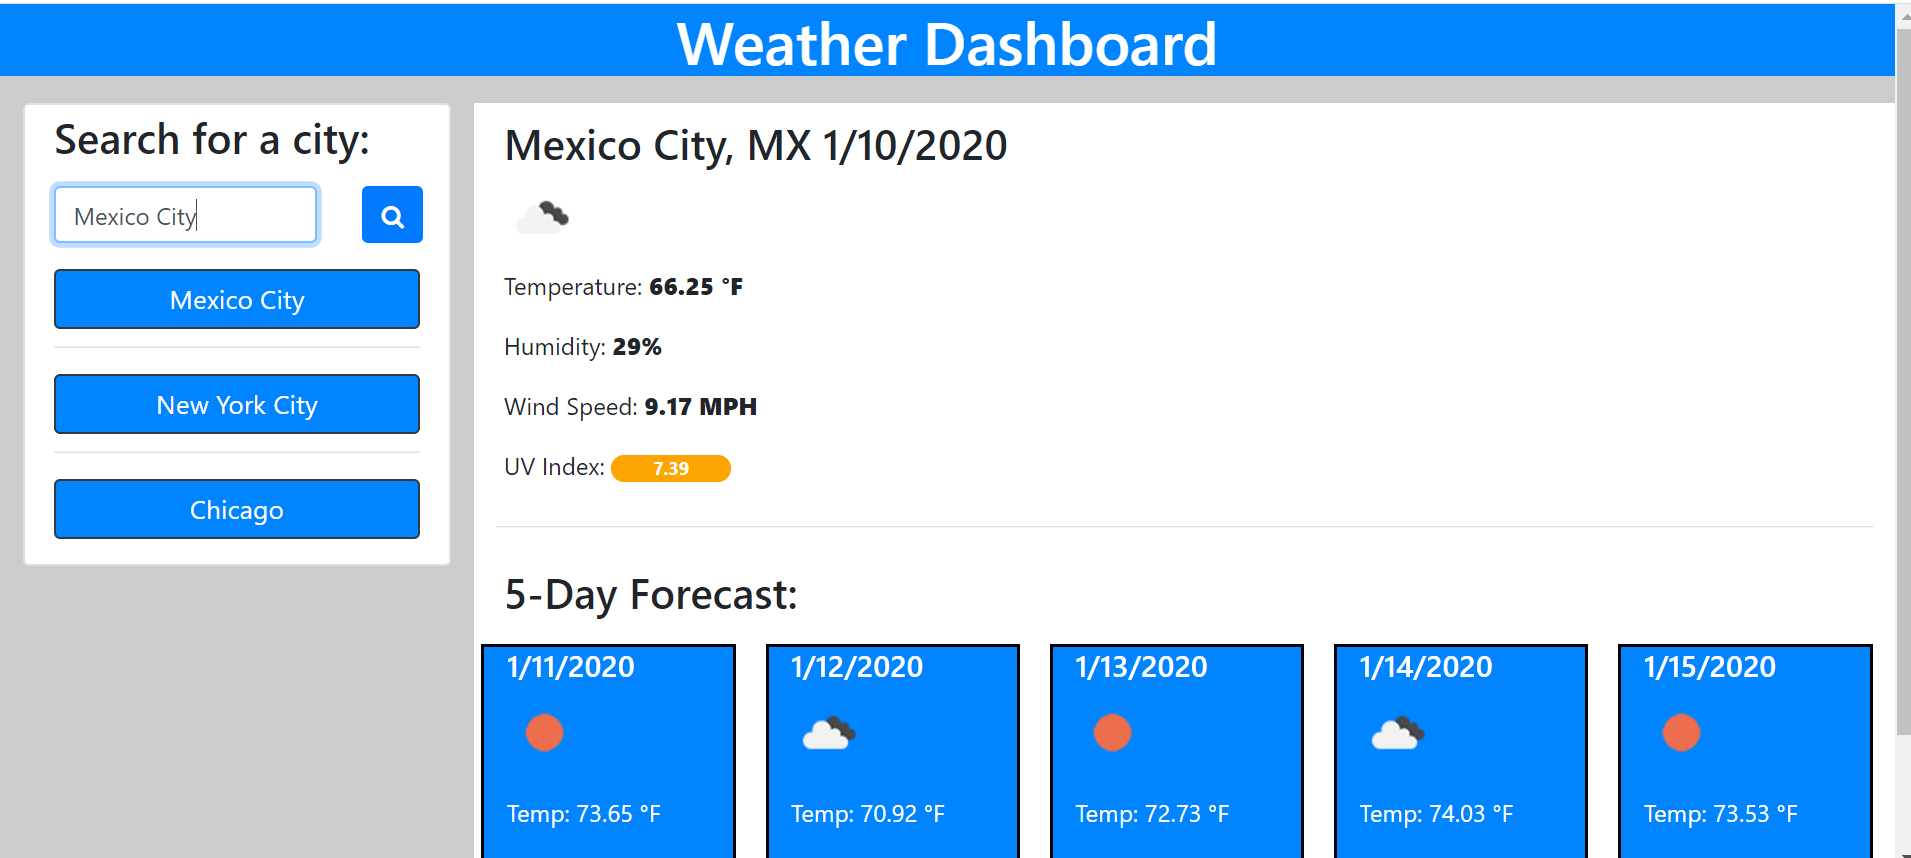 Weather Dashboard
Search for a city:
Mexico City
Mexico City
New York City
Chicago
Mexico City, MX 1/10/2020
Temperature: 66.25 °F
Humidity: 29%
Wind Speed: 9.17 MPH
UV Index: 7.39
5-Day Forecast:
1/11/2020
Temp: 73.65 °F
1/12/2020
Temp: 70.92 °F
1/13/2020
Temp: 72.73 °F
1/14/2020
Temp: 74.03 °F
1/15/2020
Temp: 73.53 °F